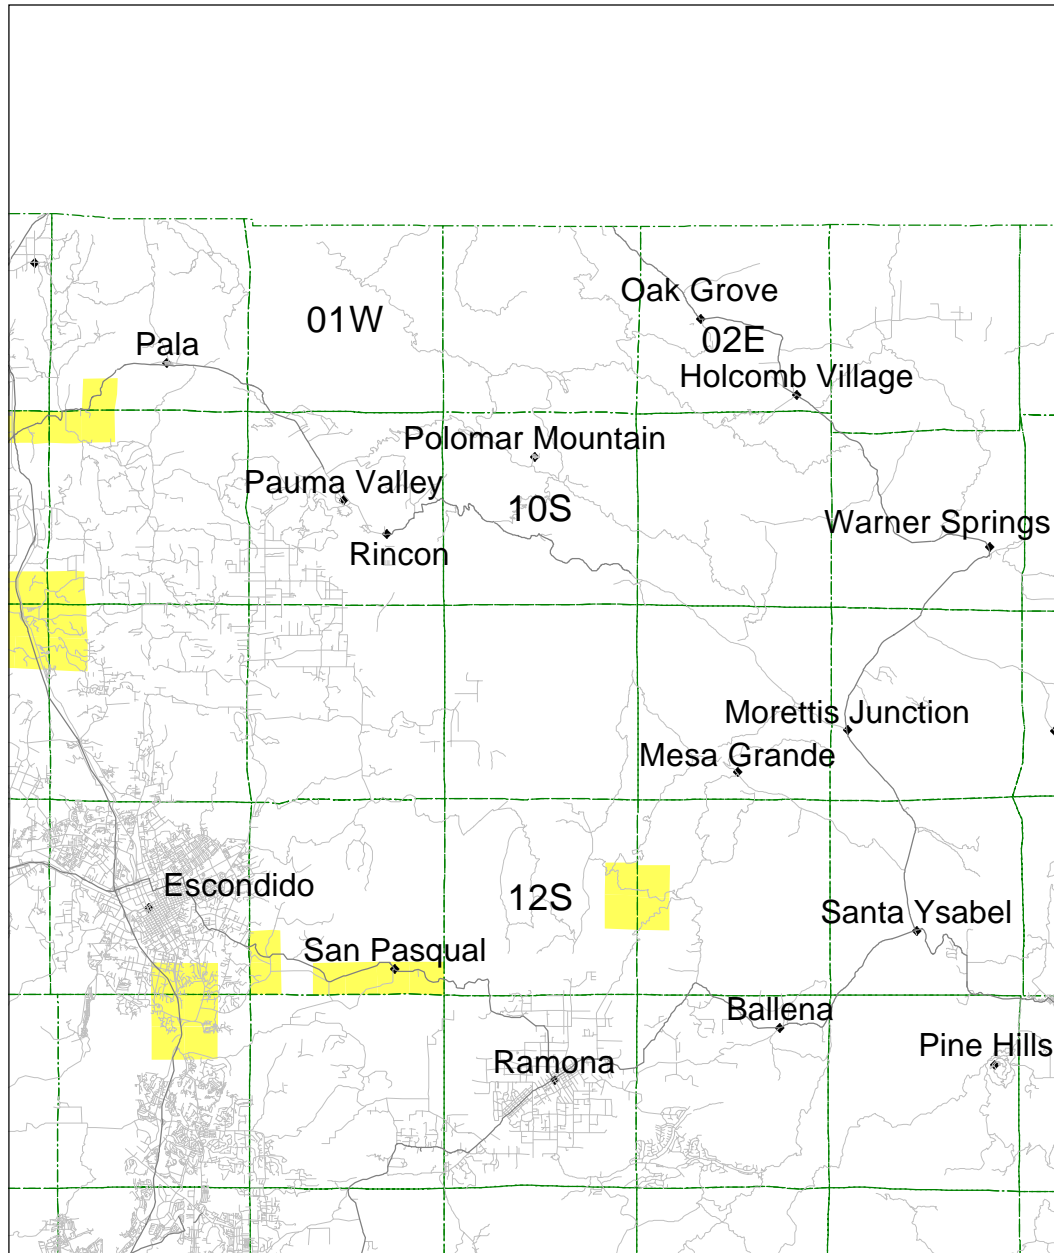 Oak Grove
01W
02E
Pala
Holcomb Village
Polomar Mountain
Pauma Valley
10S
Warner Springs
Rincon
Morettis Junction
Mesa Grande
Escondido
12S
Santa Ysabel
San Pasqual
Ballena
Pine Hills
Ramona